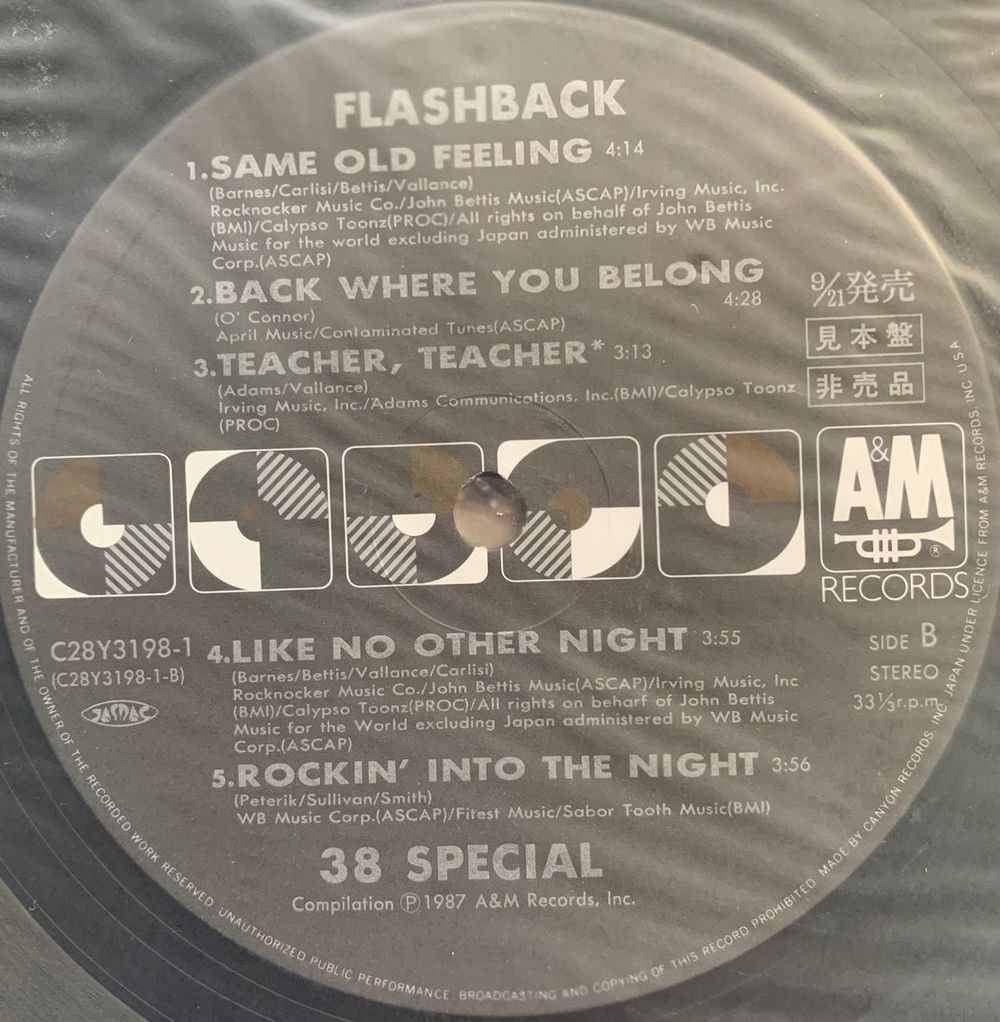 FLASHBACK
1.SAME OLD FEELING 4:14
(Barnes/Carlisi/Bettis/Vallance)
Rocknocker Music Co./John Bettis Music(ASCAP)/Irving Music, Inc.
(BMI)/Calypso Toonz(PROC)/All rights on behalf of John Bettis
Music for the world excluding Japan administered by WB Music
Corp.(ASCAP)
2.BACK WHERE YOU BELONG
4:28
(O' Connor)
April Music/Contaminated Tunes(ASCAP)
3.TEACHER, TEACHER* 3:13
(Adams/Vallance)
Irving Music, Inc./Adams Communications, Inc.(BMI)/Calypso Toonz
(PROC)
9/21発売
見本盤
非売品
A&M
®
RECORDS
C28Y3198-1
(C28Y3198-1-B)
JASRAC
4.LIKE NO OTHER NIGHT 3:55
(Barnes/Bettis/Vallance/Carlisi)
Rocknocker Music Co./John Bettis Music(ASCAP)/Irving Music, Inc
(BMI)/Calypso Toonz(PROC)/All rights on beharf of John Bettis
Music for the World excluding Japan administered by WB Music
Corp.(ASCAP)
SIDE B
STEREO
33⅓r.p.m.
5.ROCKIN' INTO THE NIGHT 3:56
(Peterik/Sullivan/Smith)
WB Music Corp.(ASCAP)/Firest Music/Sabor Tooth Music(BMI)
38 SPECIAL
Compilation Ⓟ1987 A&M Records, Inc.
ALL RIGHTS OF THE MANUFACTURER AND OF THE OWNER OF THE RECORDED WORK RESERVED. UNAUTHORIZED PUBLIC PERFORMANCE. BROADCASTING AND COPYING OF THIS RECORD PROHIBITED. MADE BY CANYON RECORDS, INC. JAPAN UNDER LICENCE FROM A&M RECORDS, INC. U.S.A